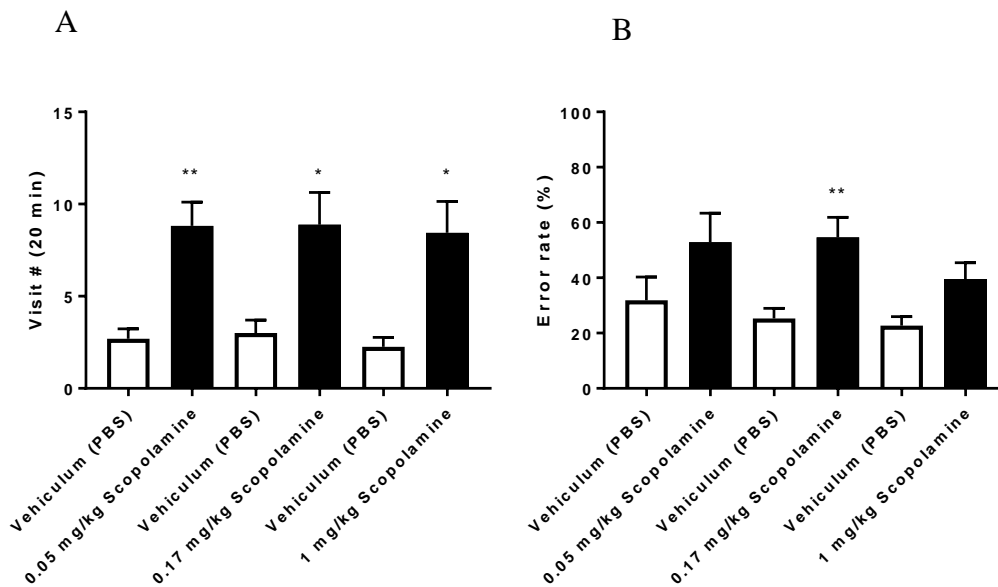 A
B
15
10
5
0
Visit # (20 min)
**
*
*
Vehiculum (PBS)
0.05 mg/kg Scopolamine
Vehiculum (PBS)
0.17 mg/kg Scopolamine
Vehiculum (PBS)
1 mg/kg Scopolamine
100
80
60
40
20
0
Error rate (%)
**
Vehiculum (PBS)
0.05 mg/kg Scopolamine
Vehiculum (PBS)
0.17 mg/kg Scopolamine
Vehiculum (PBS)
1 mg/kg Scopolamine